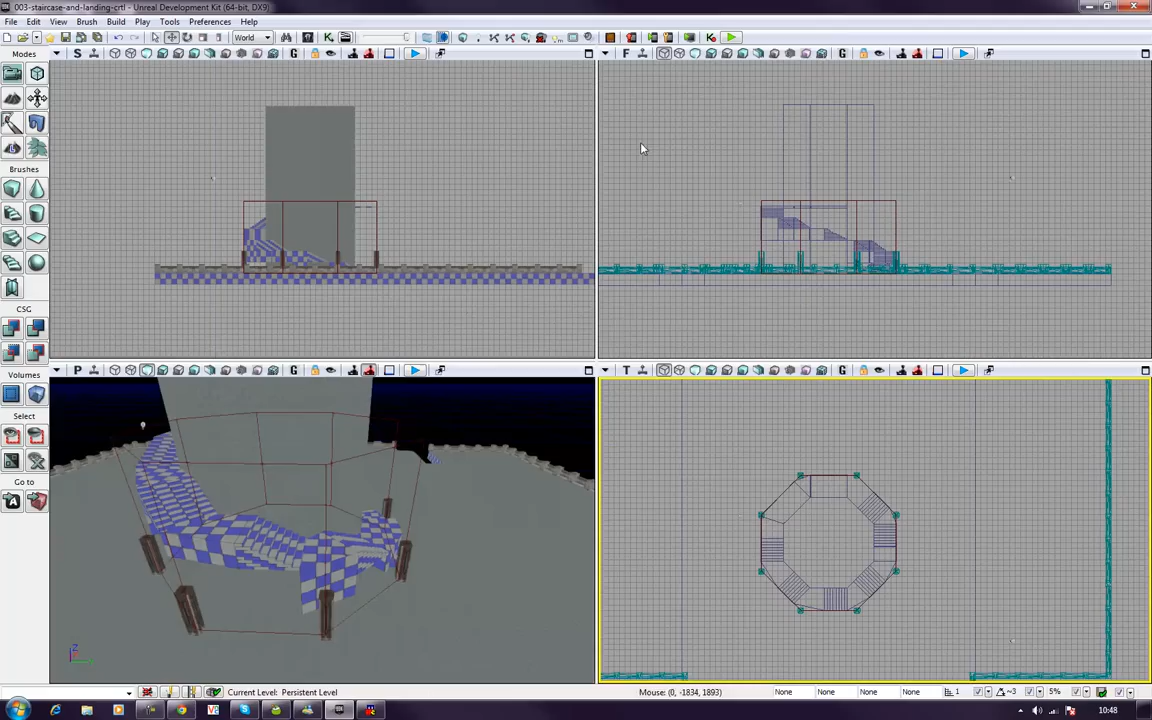 003-staircase-and-landing-crtl - Unreal Development Kit (64-bit, DX9)
File Edit View Brush Build Play Tools Preferences Help
World
Modes
S G
F G
Brushes
CSG
Volumes
P G
T G
Select
Go to
Z
Current Level: Persistent Level
Mouse: (0, -1834, 1893)
None None None None
1
~3
5%
10:48